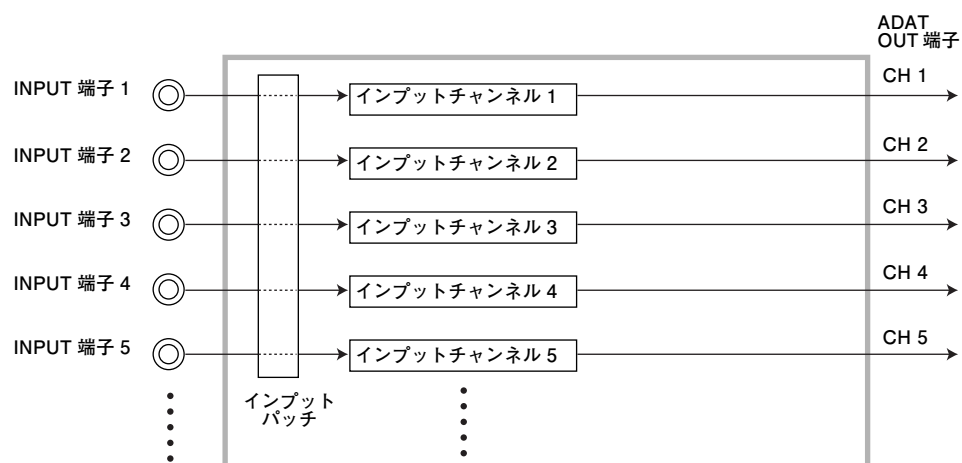 ADAT
OUT 端子
INPUT 端子 1
インプットチャンネル 1
CH 1
INPUT 端子 2
インプットチャンネル 2
CH 2
INPUT 端子 3
インプットチャンネル 3
CH 3
INPUT 端子 4
インプットチャンネル 4
CH 4
INPUT 端子 5
インプットチャンネル 5
CH 5
インプット
パッチ